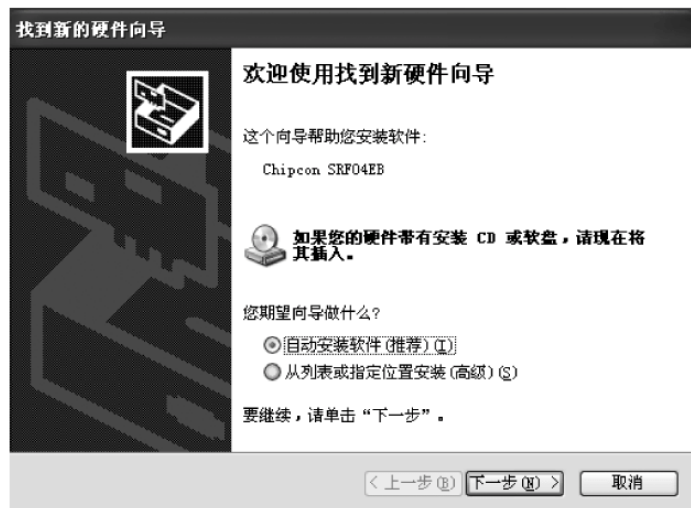 找到新的硬件向导
欢迎使用找到新硬件向导
这个向导帮助您安装软件:
Chipcon SRF04EB
如果您的硬件带有安装 CD 或软盘，请现在将
其插入。
您期望向导做什么?
自动安装软件(推荐)(I)
从列表或指定位置安装(高级)(S)
要继续，请单击“下一步”。
< 上一步(B) 下一步(N) > 取消